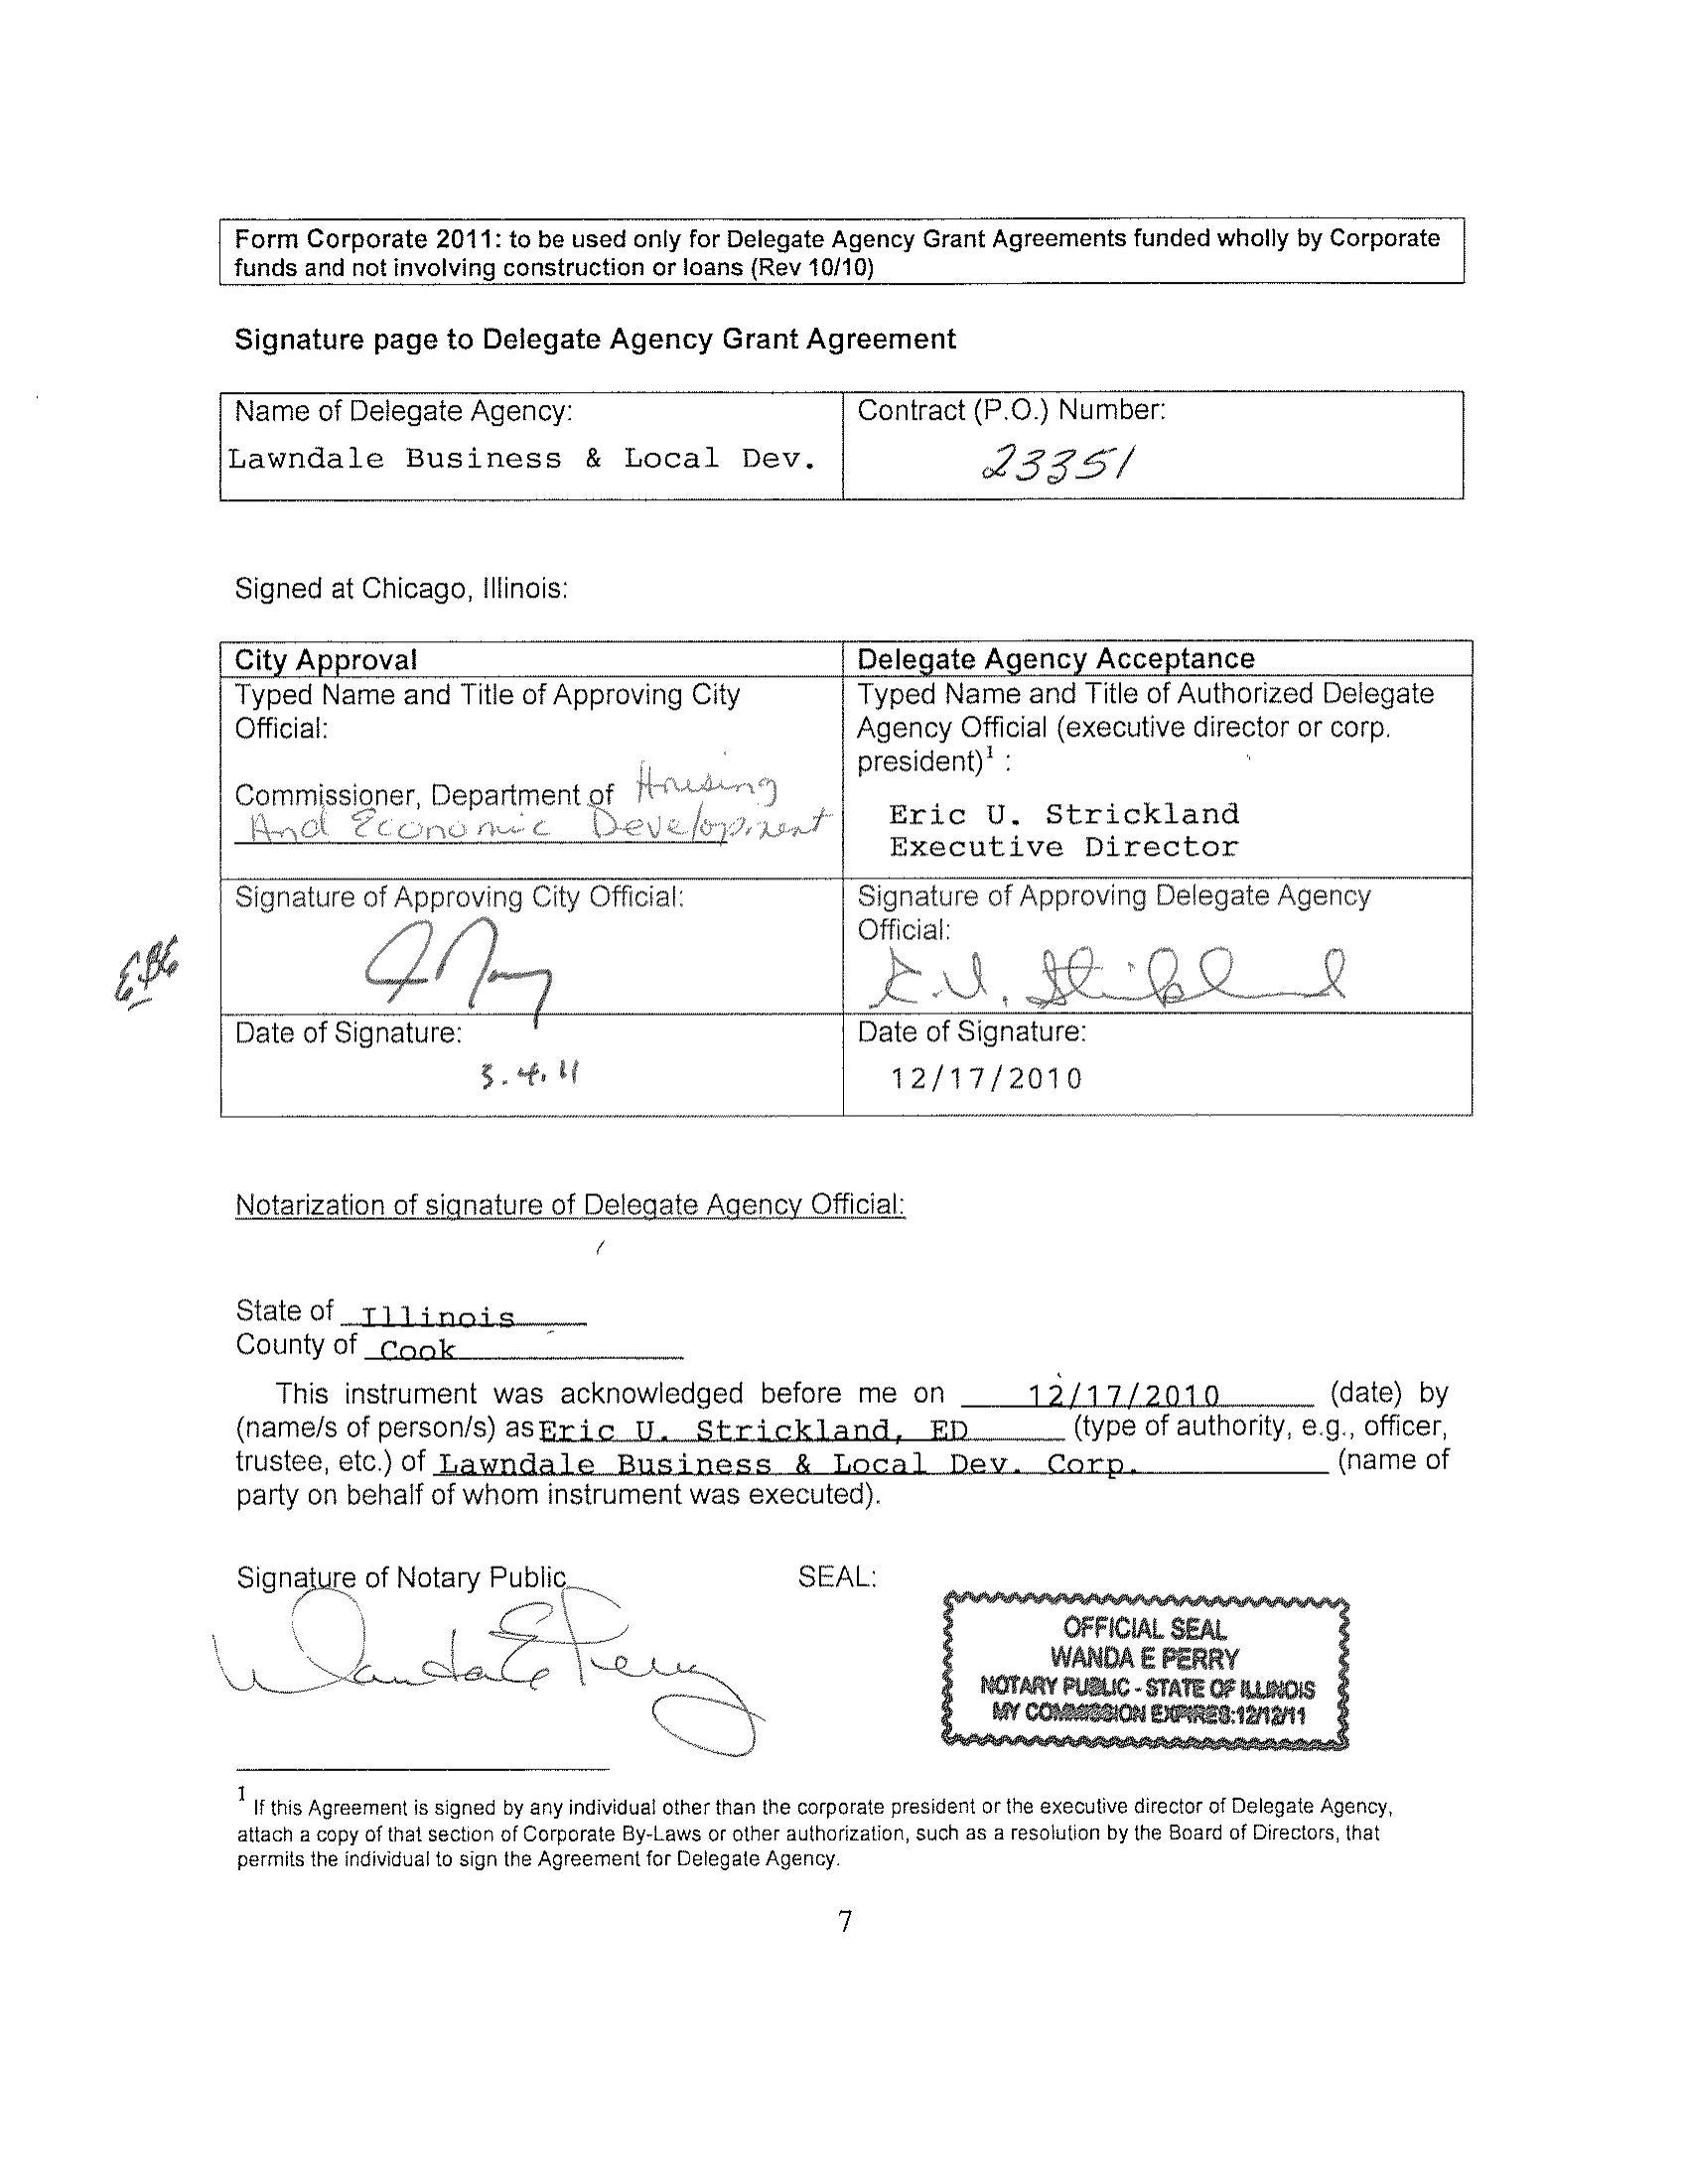 Form Corporate 2011: to be used only for Delegate Agency Grant Agreements funded wholly by Corporate
funds and not involving construction or loans (Rev 10/10)
Signature page to Delegate Agency Grant Agreement
Name of Delegate Agency:
Lawndale Business & Local Dev.
Contract (P.O.) Number:
23351
Signed at Chicago, Illinois:
City Approval
Typed Name and Title of Approving City
Official:
Commissioner, Department of Housing
And Economic Development
Delegate Agency Acceptance
Typed Name and Title of Authorized Delegate
Agency Official (executive director or corp.
president)1 :
Eric U. Strickland
Executive Director
Signature of Approving City Official:
Signature of Approving Delegate Agency
Official:
E.U. Strickland
Date of Signature:
3.4.11
Date of Signature:
12/17/2010
Notarization of signature of Delegate Agency Official:
State of Illinois
County of Cook
This instrument was acknowledged before me on 12/17/2010 (date) by
(name/s of person/s) as Eric U. Strickland, ED (type of authority, e.g., officer,
trustee, etc.) of Lawndale Business & Local Dev. Corp. (name of
party on behalf of whom instrument was executed).
Signature of Notary Public
Wanda E Perry
SEAL:
OFFICIAL SEAL
WANDA E PERRY
NOTARY PUBLIC - STATE OF ILLINOIS
MY COMMISSION EXPIRES:12/12/11
1 If this Agreement is signed by any individual other than the corporate president or the executive director of Delegate Agency,
attach a copy of that section of Corporate By-Laws or other authorization, such as a resolution by the Board of Directors, that
permits the individual to sign the Agreement for Delegate Agency.
7